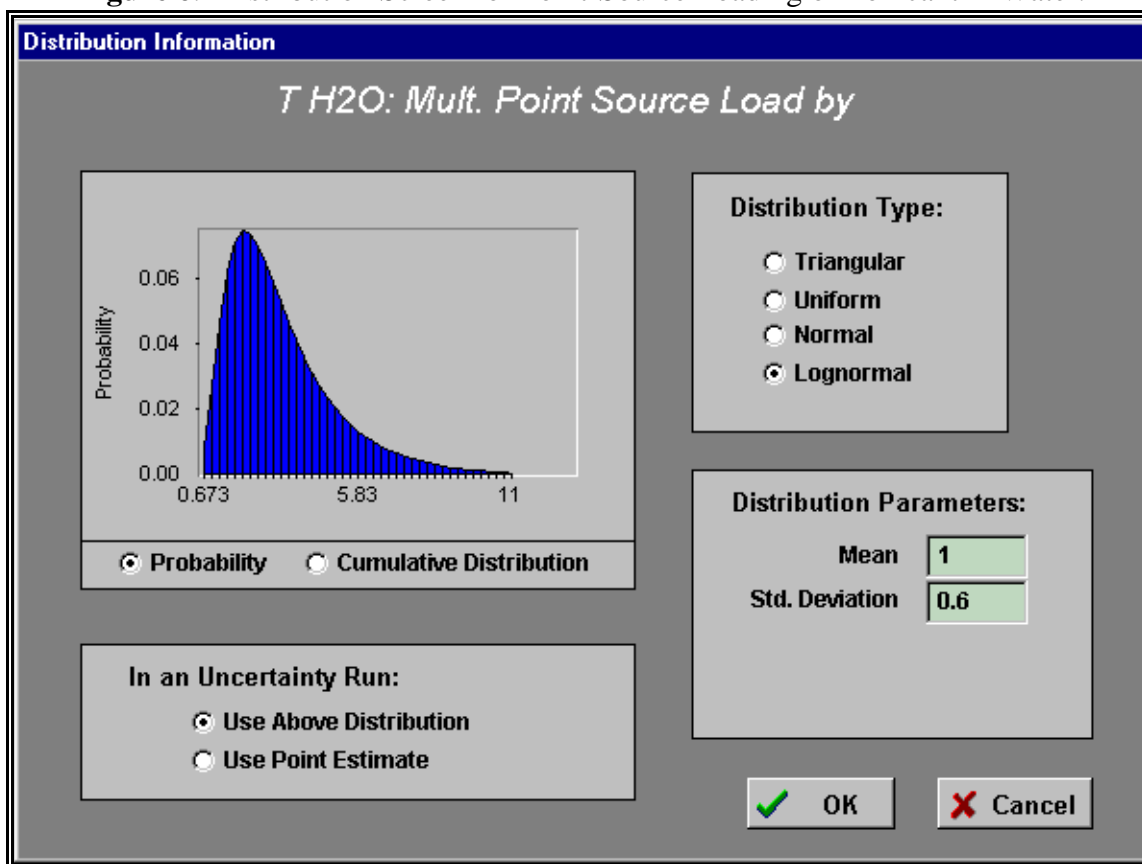 Distribution Information
T H2O: Mult. Point Source Load by
Probability
0.06
0.04
0.02
0.00
0.673 5.83 11
Probability Cumulative Distribution
In an Uncertainty Run:
Use Above Distribution
Use Point Estimate
Distribution Type:
Triangular
Uniform
Normal
Lognormal
Distribution Parameters:
Mean 1
Std. Deviation 0.6
OK Cancel